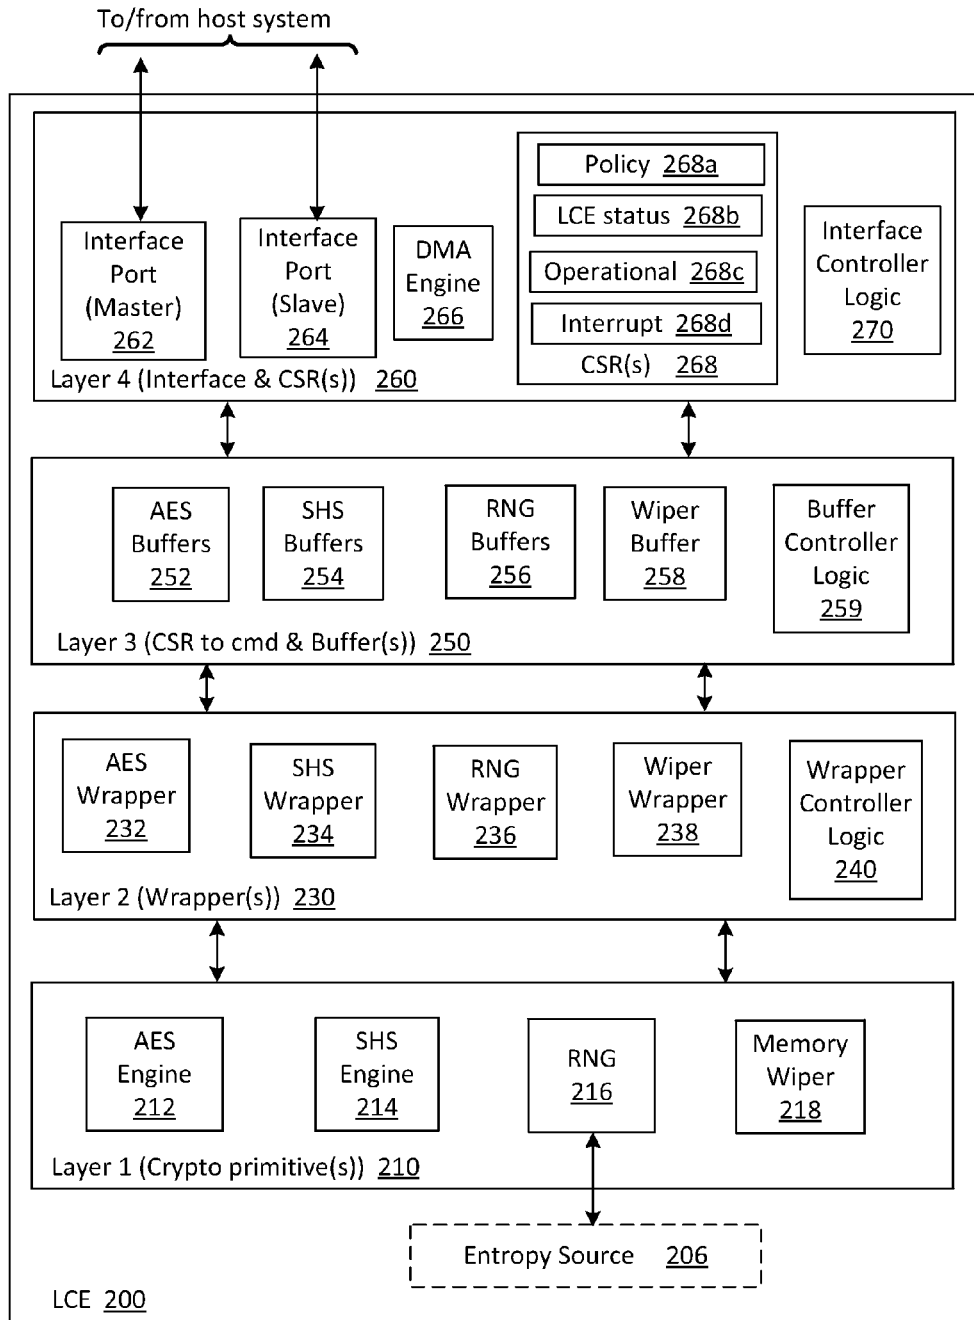 To/from host system
Interface
Port
(Master)
262
Interface
Port
(Slave)
264
DMA
Engine
266
Policy 268a
LCE status 268b
Operational 268c
Interrupt 268d
CSR(s) 268
Interface
Controller
Logic
270
Layer 4 (Interface & CSR(s)) 260
AES
Buffers
252
SHS
Buffers
254
RNG
Buffers
256
Wiper
Buffer
258
Buffer
Controller
Logic
259
Layer 3 (CSR to cmd & Buffer(s)) 250
AES
Wrapper
232
SHS
Wrapper
234
RNG
Wrapper
236
Wiper
Wrapper
238
Wrapper
Controller
Logic
240
Layer 2 (Wrapper(s)) 230
AES
Engine
212
SHS
Engine
214
RNG
216
Memory
Wiper
218
Layer 1 (Crypto primitive(s)) 210
Entropy Source 206
LCE 200